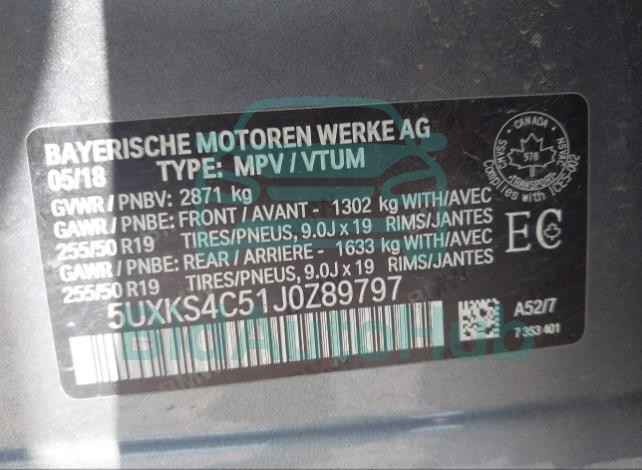 BAYERISCHE MOTOREN WERKE AG
05/18 TYPE: MPV / VTUM
GVWR / PNBV: 2871 kg
GAWR / PNBE: FRONT / AVANT - 1302 kg WITH/AVEC
255/50 R19 TIRES/PNEUS, 9.0J x 19 RIMS/JANTES
GAWR / PNBE: REAR / ARRIERE - 1633 kg WITH/AVEC
255/50 R19 TIRES/PNEUS, 9.0J x 19 RIMS/JANTES
5UXKS4C51J0Z89797
CANADA
978
TRANSPORT
EC
A52/7
7 353 401
BICAUTOHUB